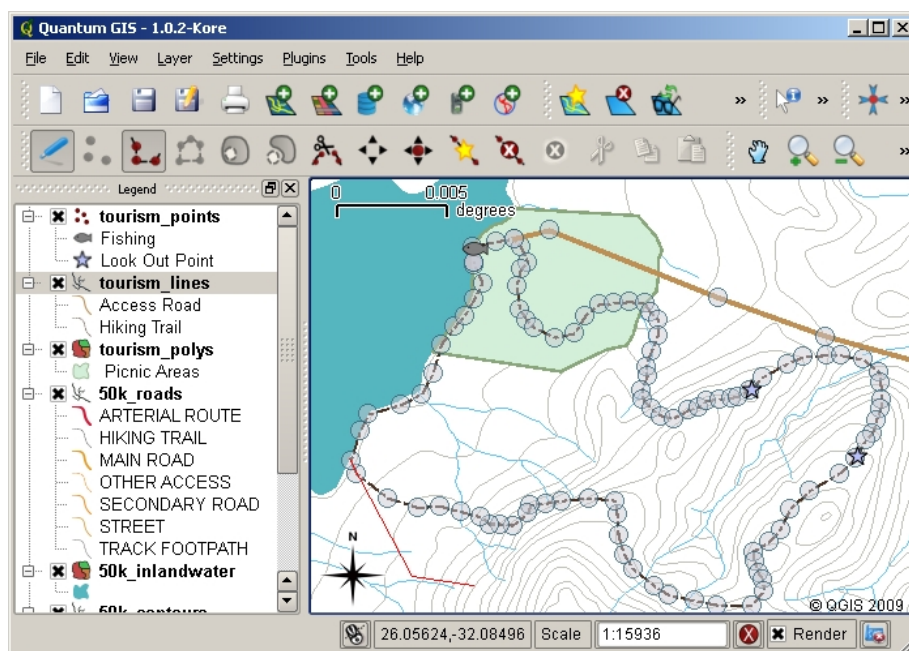 Quantum GIS - 1.0.2-Kore
File Edit View Layer Settings Plugins Tools Help
Legend
tourism_points
Fishing
Look Out Point
tourism_lines
Access Road
Hiking Trail
tourism_polys
Picnic Areas
50k_roads
ARTERIAL ROUTE
HIKING TRAIL
MAIN ROAD
OTHER ACCESS
SECONDARY ROAD
STREET
TRACK FOOTPATH
50k_inlandwater
50k_contours
0 0.005
degrees
N
© QGIS 2009
26.05624,-32.08496 Scale 1:15936 Render